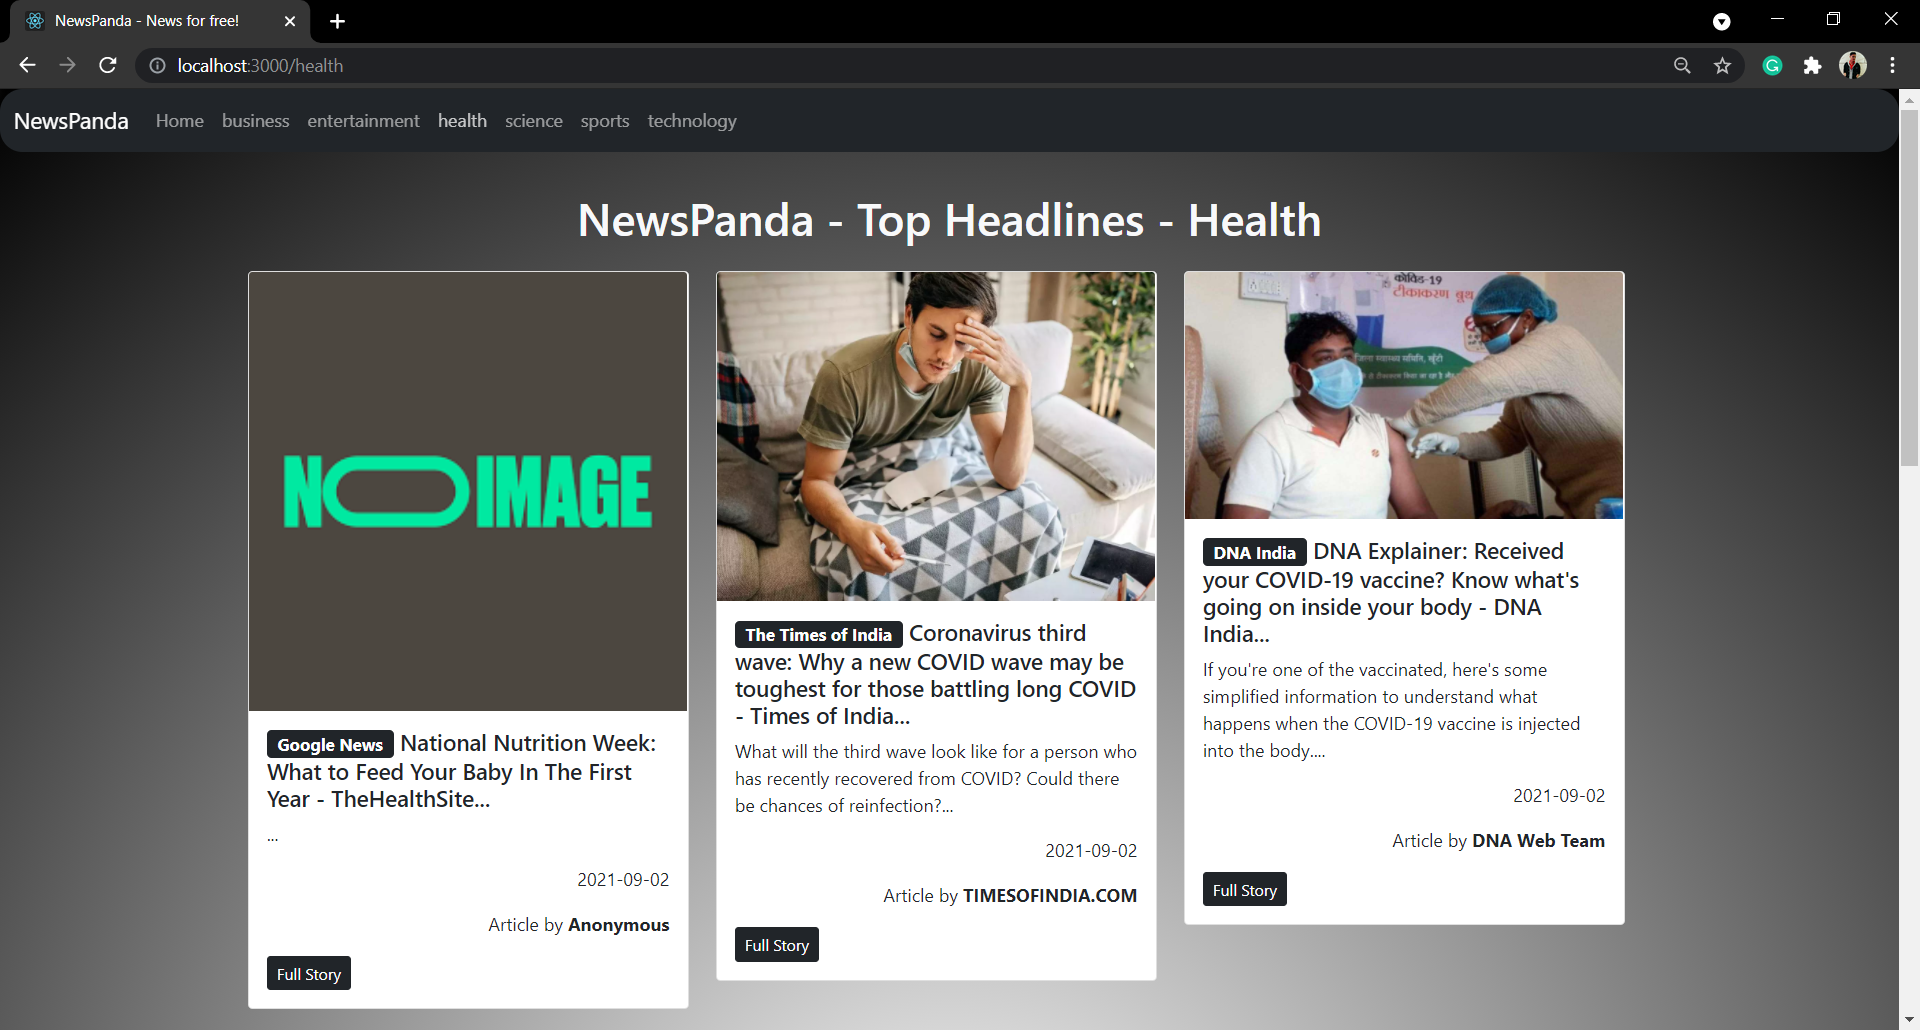 NewsPanda - News for free!
localhost:3000/health
NewsPanda Home business entertainment health science sports technology
NewsPanda - Top Headlines - Health
NO IMAGE
Google News National Nutrition Week:
What to Feed Your Baby In The First
Year - TheHealthSite...
...
2021-09-02
Article by Anonymous
Full Story
The Times of India Coronavirus third
wave: Why a new COVID wave may be
toughest for those battling long COVID
- Times of India...
What will the third wave look like for a person who
has recently recovered from COVID? Could there
be chances of reinfection?...
2021-09-02
Article by TIMESOFINDIA.COM
Full Story
कोविड-19
टीकाकरण बूथ
जिला स्वास्थ्य समिति, खूँटी
DNA India DNA Explainer: Received
your COVID-19 vaccine? Know what's
going on inside your body - DNA
India...
If you're one of the vaccinated, here's some
simplified information to understand what
happens when the COVID-19 vaccine is injected
into the body....
2021-09-02
Article by DNA Web Team
Full Story